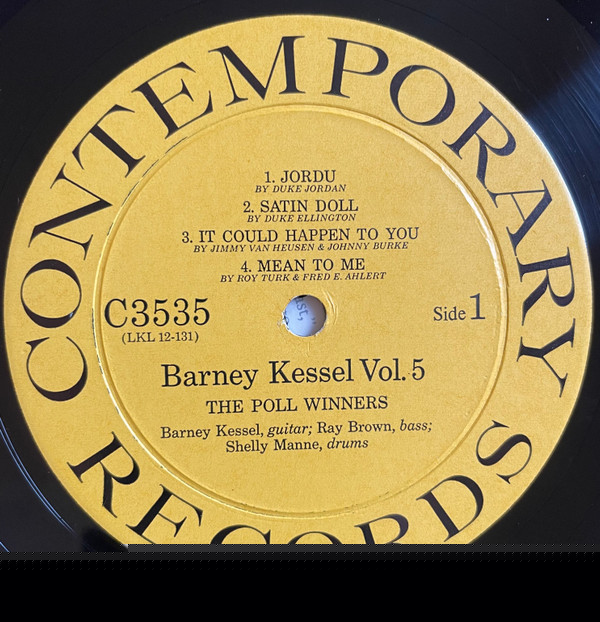 CONTEMPORARY
1. JORDU
BY DUKE JORDAN
2. SATIN DOLL
BY DUKE ELLINGTON
3. IT COULD HAPPEN TO YOU
BY JIMMY VAN HEUSEN & JOHNNY BURKE
4. MEAN TO ME
BY ROY TURK & FRED E. AHLERT
C3535
(LKL 12-131)
Side 1
Barney Kessel Vol. 5
THE POLL WINNERS
Barney Kessel, guitar; Ray Brown, bass;
Shelly Manne, drums
RECORDS